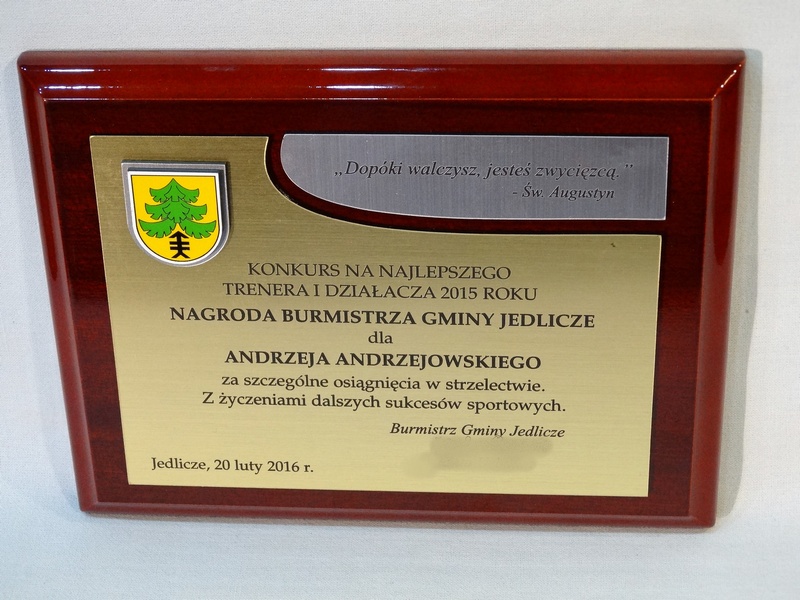 „Dopóki walczysz, jesteś zwycięzcą.”
- Św. Augustyn
KONKURS NA NAJLEPSZEGO
TRENERA I DZIAŁACZA 2015 ROKU
NAGRODA BURMISTRZA GMINY JEDLICZE
dla
ANDRZEJA ANDRZEJOWSKIEGO
za szczególne osiągnięcia w strzelectwie.
Z życzeniami dalszych sukcesów sportowych.
Burmistrz Gminy Jedlicze
Jedlicze, 20 luty 2016 r.